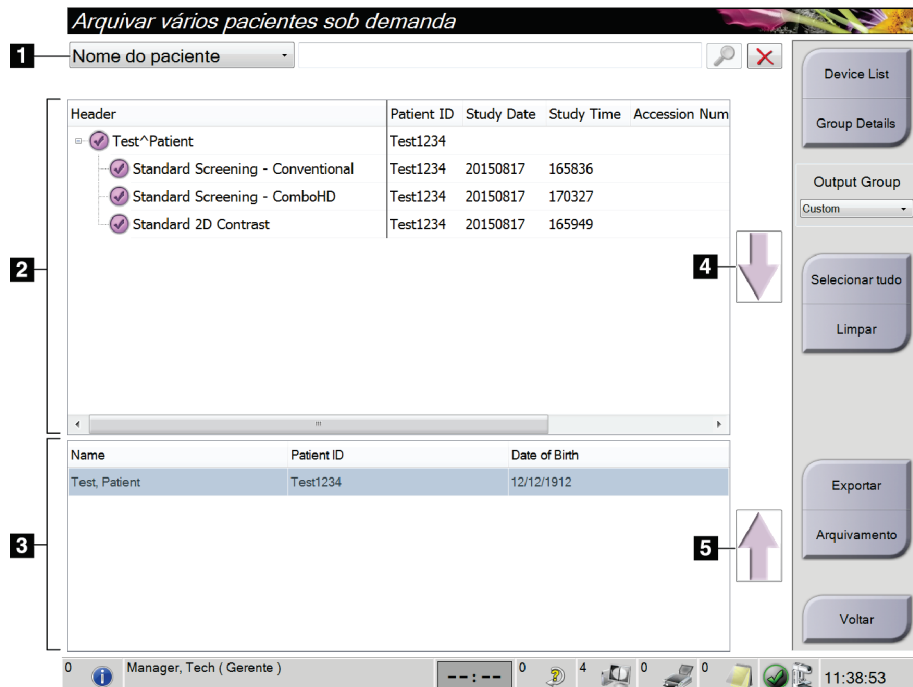 Arquivar vários pacientes sob demanda
1
Nome do paciente
Device List
Group Details
Output Group
Custom
Selecionar tudo
Limpar
Exportar
Arquivamento
Voltar
2
Header Patient ID Study Date Study Time Accession Num
Test^Patient Test1234
Standard Screening - Conventional Test1234 20150817 165836
Standard Screening - ComboHD Test1234 20150817 170327
Standard 2D Contrast Test1234 20150817 165949
4
3
Name Patient ID Date of Birth
Test, Patient Test1234 12/12/1912
5
0 Manager, Tech ( Gerente ) --:-- 0 4 0 0 11:38:53